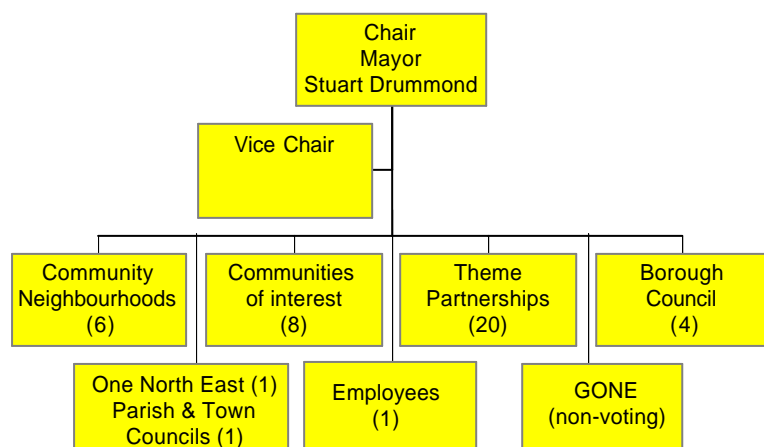 Chair
Mayor
Stuart Drummond
Vice Chair
Community
Neighbourhoods
(6)
Communities
of interest
(8)
Theme
Partnerships
(20)
Borough
Council
(4)
One North East (1)
Parish & Town
Councils (1)
Employees
(1)
GONE
(non-voting)